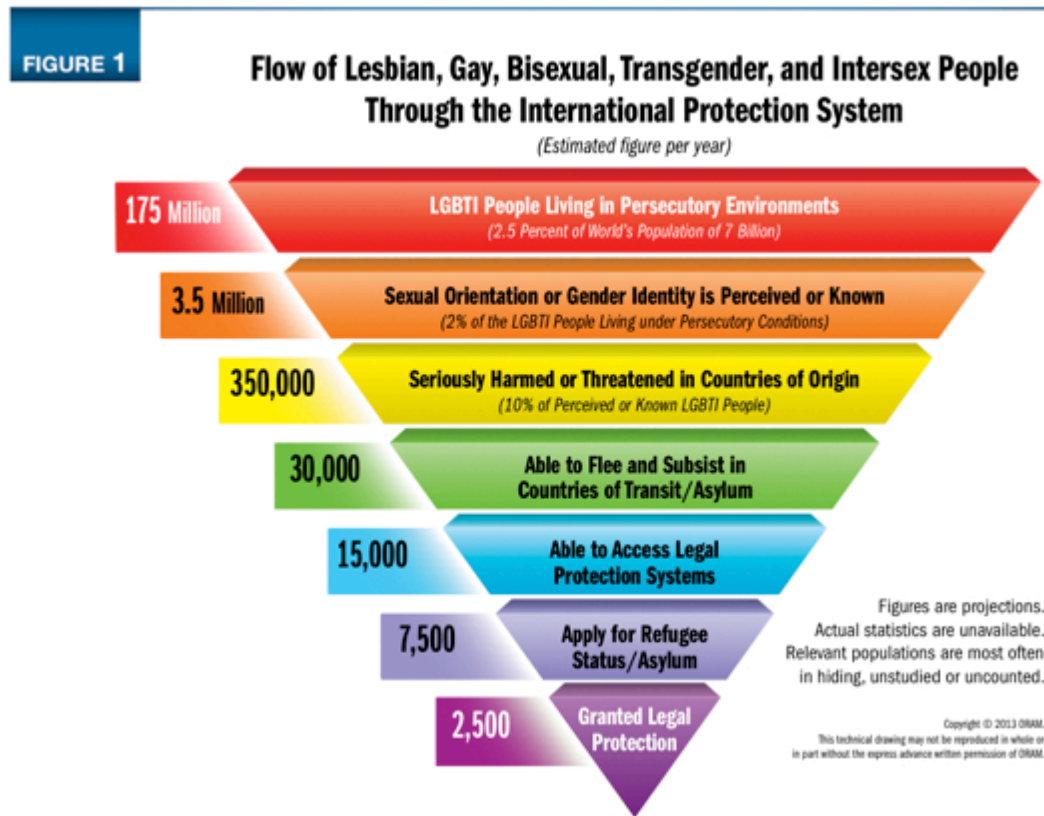 FIGURE 1
Flow of Lesbian, Gay, Bisexual, Transgender, and Intersex People
Through the International Protection System
(Estimated figure per year)
175 Million
LGBTI People Living in Persecutory Environments
(2.5 Percent of World's Population of 7 Billion)
3.5 Million
Sexual Orientation or Gender Identity is Perceived or Known
(2% of the LGBTI People Living under Persecutory Conditions)
350,000
Seriously Harmed or Threatened in Countries of Origin
(10% of Perceived or Known LGBTI People)
30,000
Able to Flee and Subsist in
Countries of Transit/Asylum
15,000
Able to Access Legal
Protection Systems
7,500
Apply for Refugee
Status/Asylum
2,500
Granted Legal
Protection
Figures are projections.
Actual statistics are unavailable.
Relevant populations are most often
in hiding, unstudied or uncounted.
Copyright © 2013 ORAM.
This technical drawing may not be reproduced in whole or
in part without the express advance written permission of ORAM.